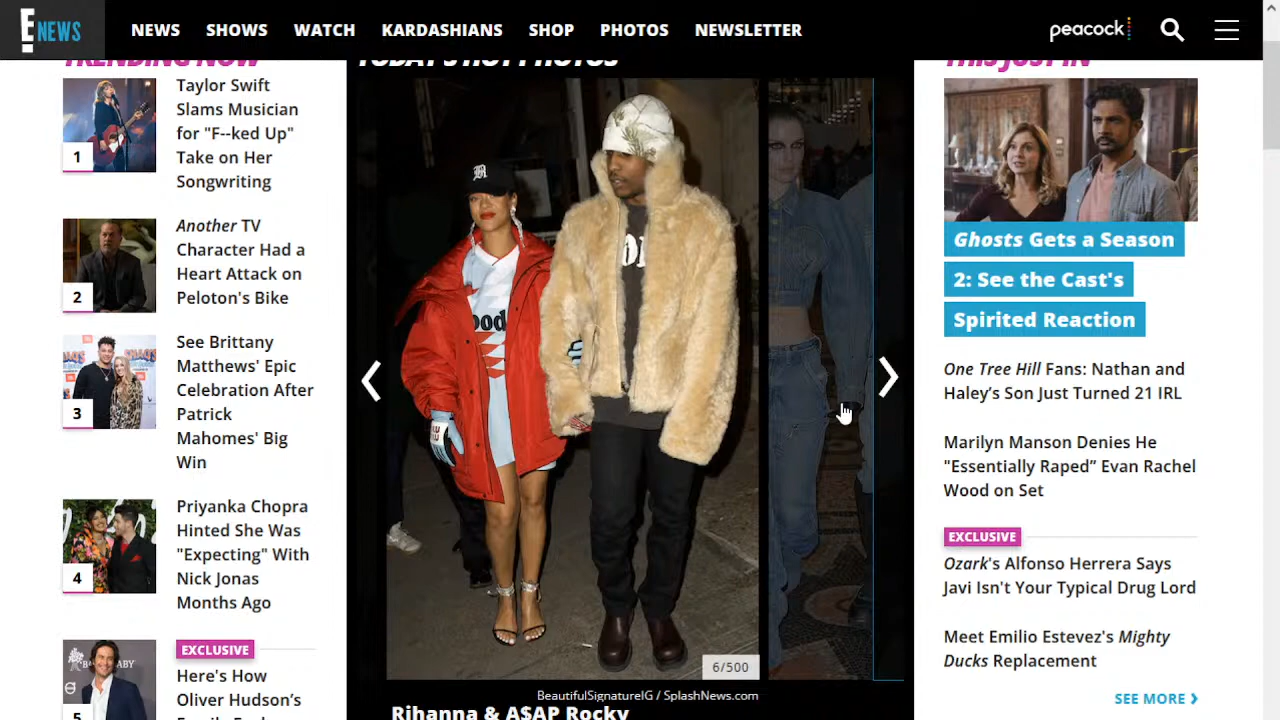 E NEWS
NEWS SHOWS WATCH KARDASHIANS SHOP PHOTOS NEWSLETTER
peacock
TRENDING NOW
1
Taylor Swift
Slams Musician
for "F--ked Up"
Take on Her
Songwriting
2
Another TV
Character Had a
Heart Attack on
Peloton's Bike
3
See Brittany
Matthews' Epic
Celebration After
Patrick
Mahomes' Big
Win
4
Priyanka Chopra
Hinted She Was
"Expecting" With
Nick Jonas
Months Ago
5
EXCLUSIVE
Here's How
Oliver Hudson's
TODAY'S HOT PHOTOS
6/500
BeautifulSignatureIG / SplashNews.com
Rihanna & A$AP Rocky
THIS JUST IN
Ghosts Gets a Season
2: See the Cast's
Spirited Reaction
One Tree Hill Fans: Nathan and
Haley’s Son Just Turned 21 IRL
Marilyn Manson Denies He
"Essentially Raped” Evan Rachel
Wood on Set
EXCLUSIVE
Ozark's Alfonso Herrera Says
Javi Isn't Your Typical Drug Lord
Meet Emilio Estevez's Mighty
Ducks Replacement
SEE MORE